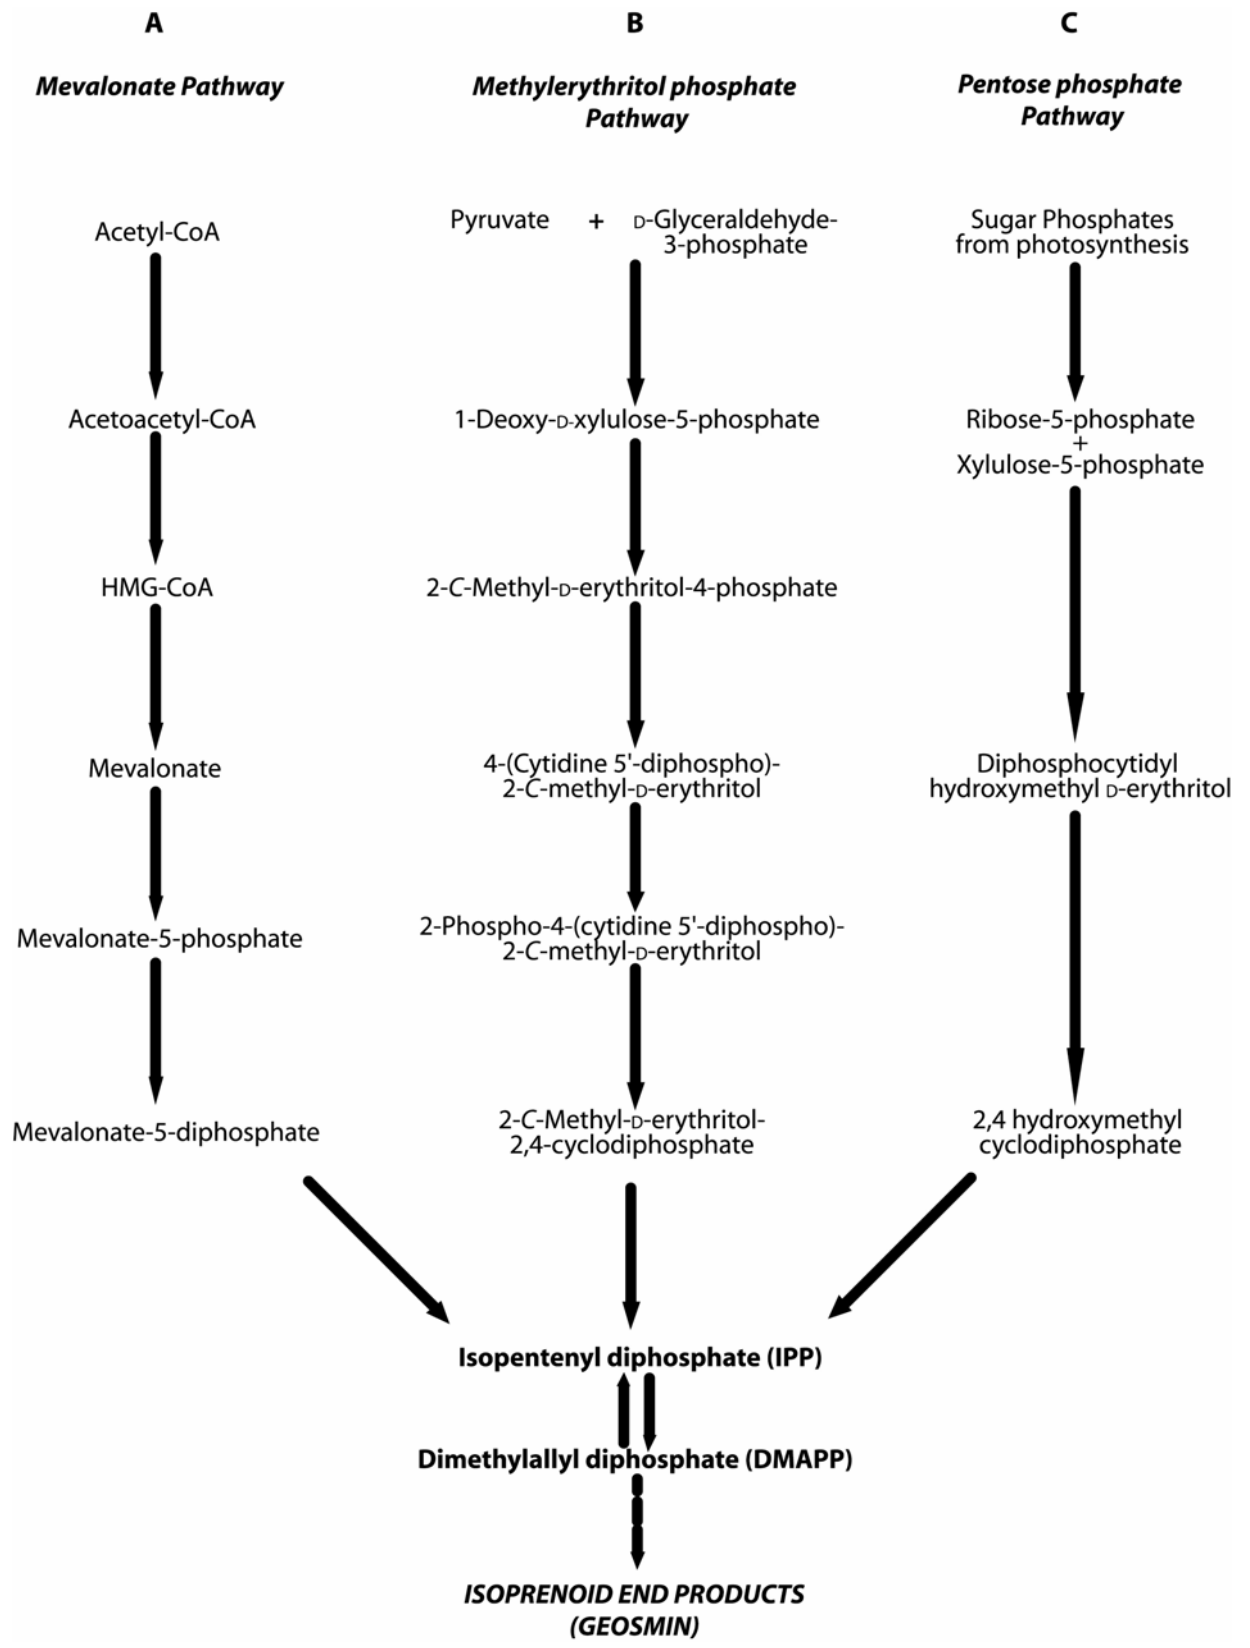 A
Mevalonate Pathway
Acetyl-CoA
Acetoacetyl-CoA
HMG-CoA
Mevalonate
Mevalonate-5-phosphate
Mevalonate-5-diphosphate
B
Methylerythritol phosphate
Pathway
Pyruvate + D-Glyceraldehyde-
3-phosphate
1-Deoxy-D-xylulose-5-phosphate
2-C-Methyl-D-erythritol-4-phosphate
4-(Cytidine 5'-diphospho)-
2-C-methyl-D-erythritol
2-Phospho-4-(cytidine 5'-diphospho)-
2-C-methyl-D-erythritol
2-C-Methyl-D-erythritol-
2,4-cyclodiphosphate
C
Pentose phosphate
Pathway
Sugar Phosphates
from photosynthesis
Ribose-5-phosphate
+
Xylulose-5-phosphate
Diphosphocytidyl
hydroxymethyl D-erythritol
2,4 hydroxymethyl
cyclodiphosphate
Isopentenyl diphosphate (IPP)
Dimethylallyl diphosphate (DMAPP)
ISOPRENOID END PRODUCTS
(GEOSMIN)